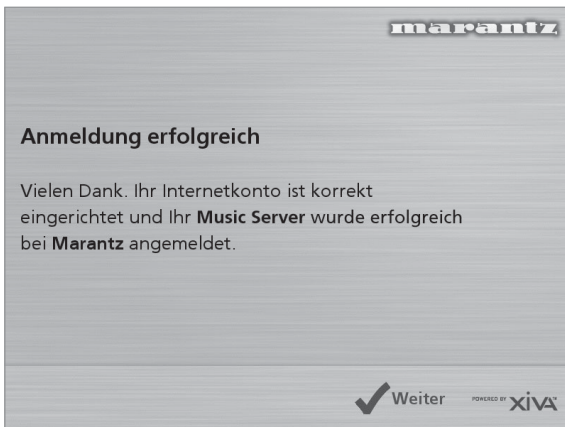 marantz
Anmeldung erfolgreich
Vielen Dank. Ihr Internetkonto ist korrekt
eingerichtet und Ihr Music Server wurde erfolgreich
bei Marantz angemeldet.
Weiter
POWERED BY XiVA™